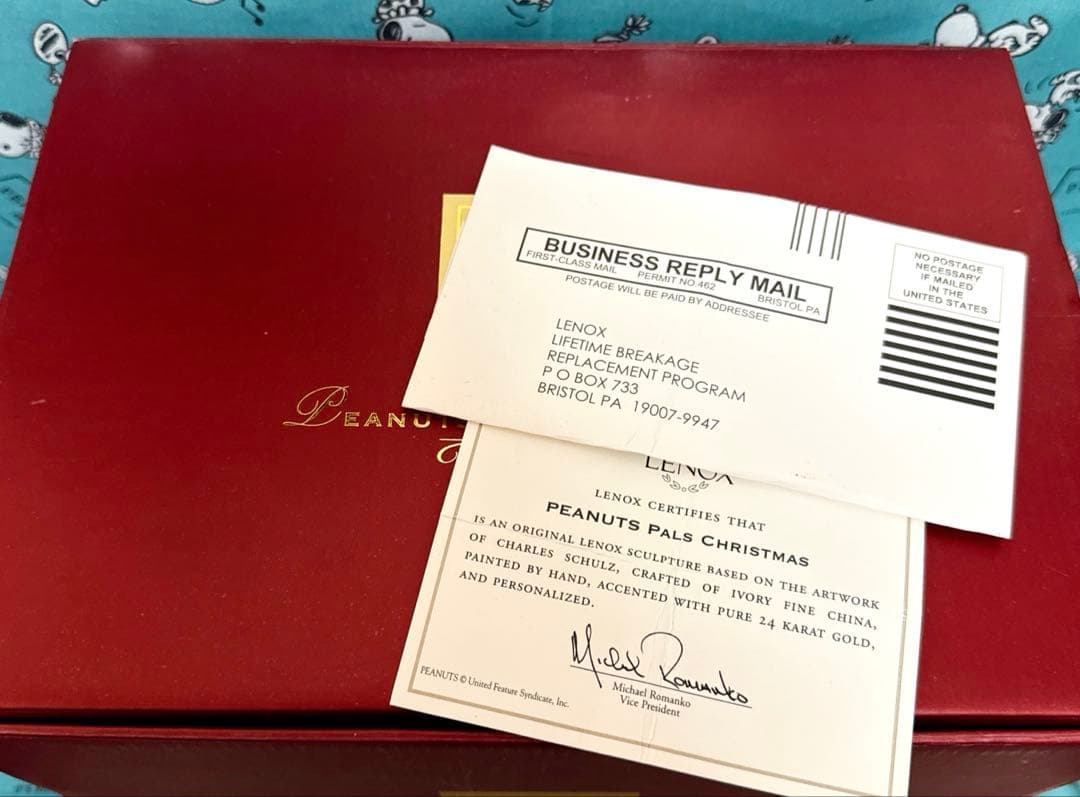 BUSINESS REPLY MAIL
FIRST-CLASS MAIL PERMIT NO.462 BRISTOL PA
POSTAGE WILL BE PAID BY ADDRESSEE
NO POSTAGE
NECESSARY
IF MAILED
IN THE
UNITED STATES
LENOX
LIFETIME BREAKAGE
REPLACEMENT PROGRAM
P O BOX 733
BRISTOL PA 19007-9947
PEANU
LENOX
LENOX CERTIFIES THAT
PEANUTS PALS CHRISTMAS
IS AN ORIGINAL LENOX SCULPTURE BASED ON THE ARTWORK
OF CHARLES SCHULZ, CRAFTED OF IVORY FINE CHINA,
PAINTED BY HAND, ACCENTED WITH PURE 24 KARAT GOLD,
AND PERSONALIZED.
Michael Romanko
Michael Romanko
Vice President
PEANUTS © United Feature Syndicate, Inc.